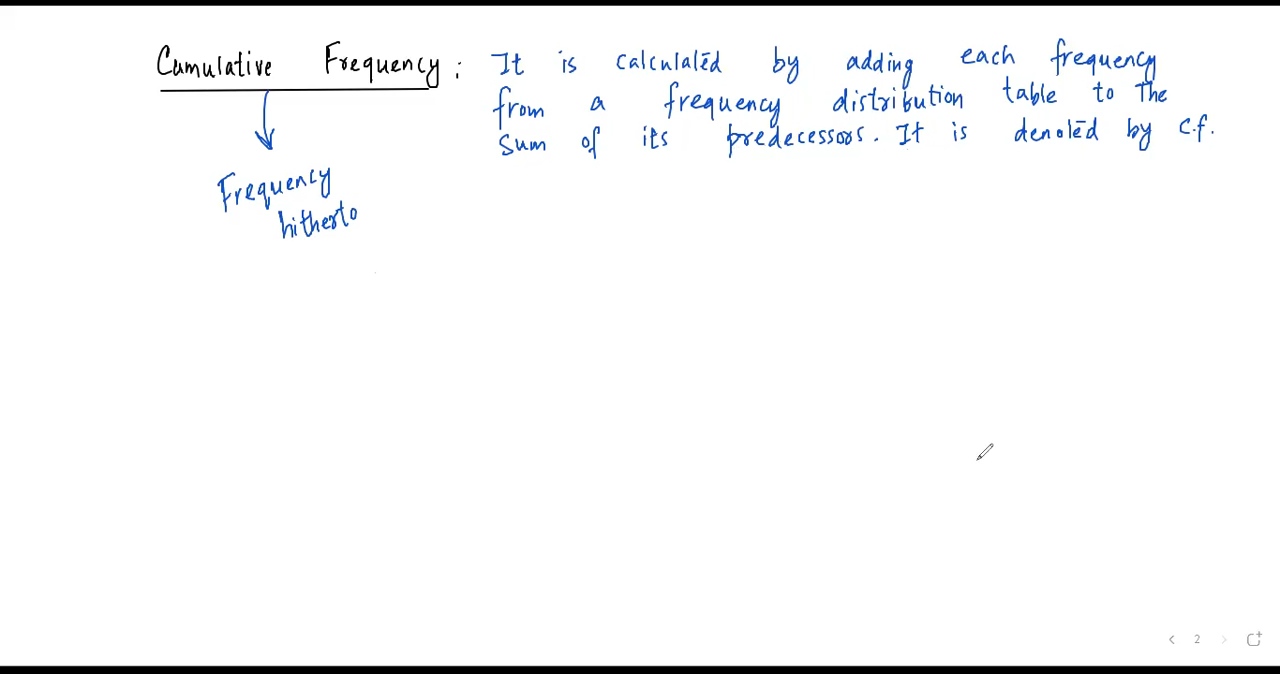 Cumulative Frequency : It is calculated by adding each frequency
from a frequency distribution table to the
sum of its predecessors. It is denoted by c.f.
Frequency
hitherto
2